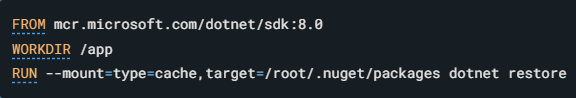 FROM mcr.microsoft.com/dotnet/sdk:8.0
WORKDIR /app
RUN --mount=type=cache,target=/root/.nuget/packages dotnet restore